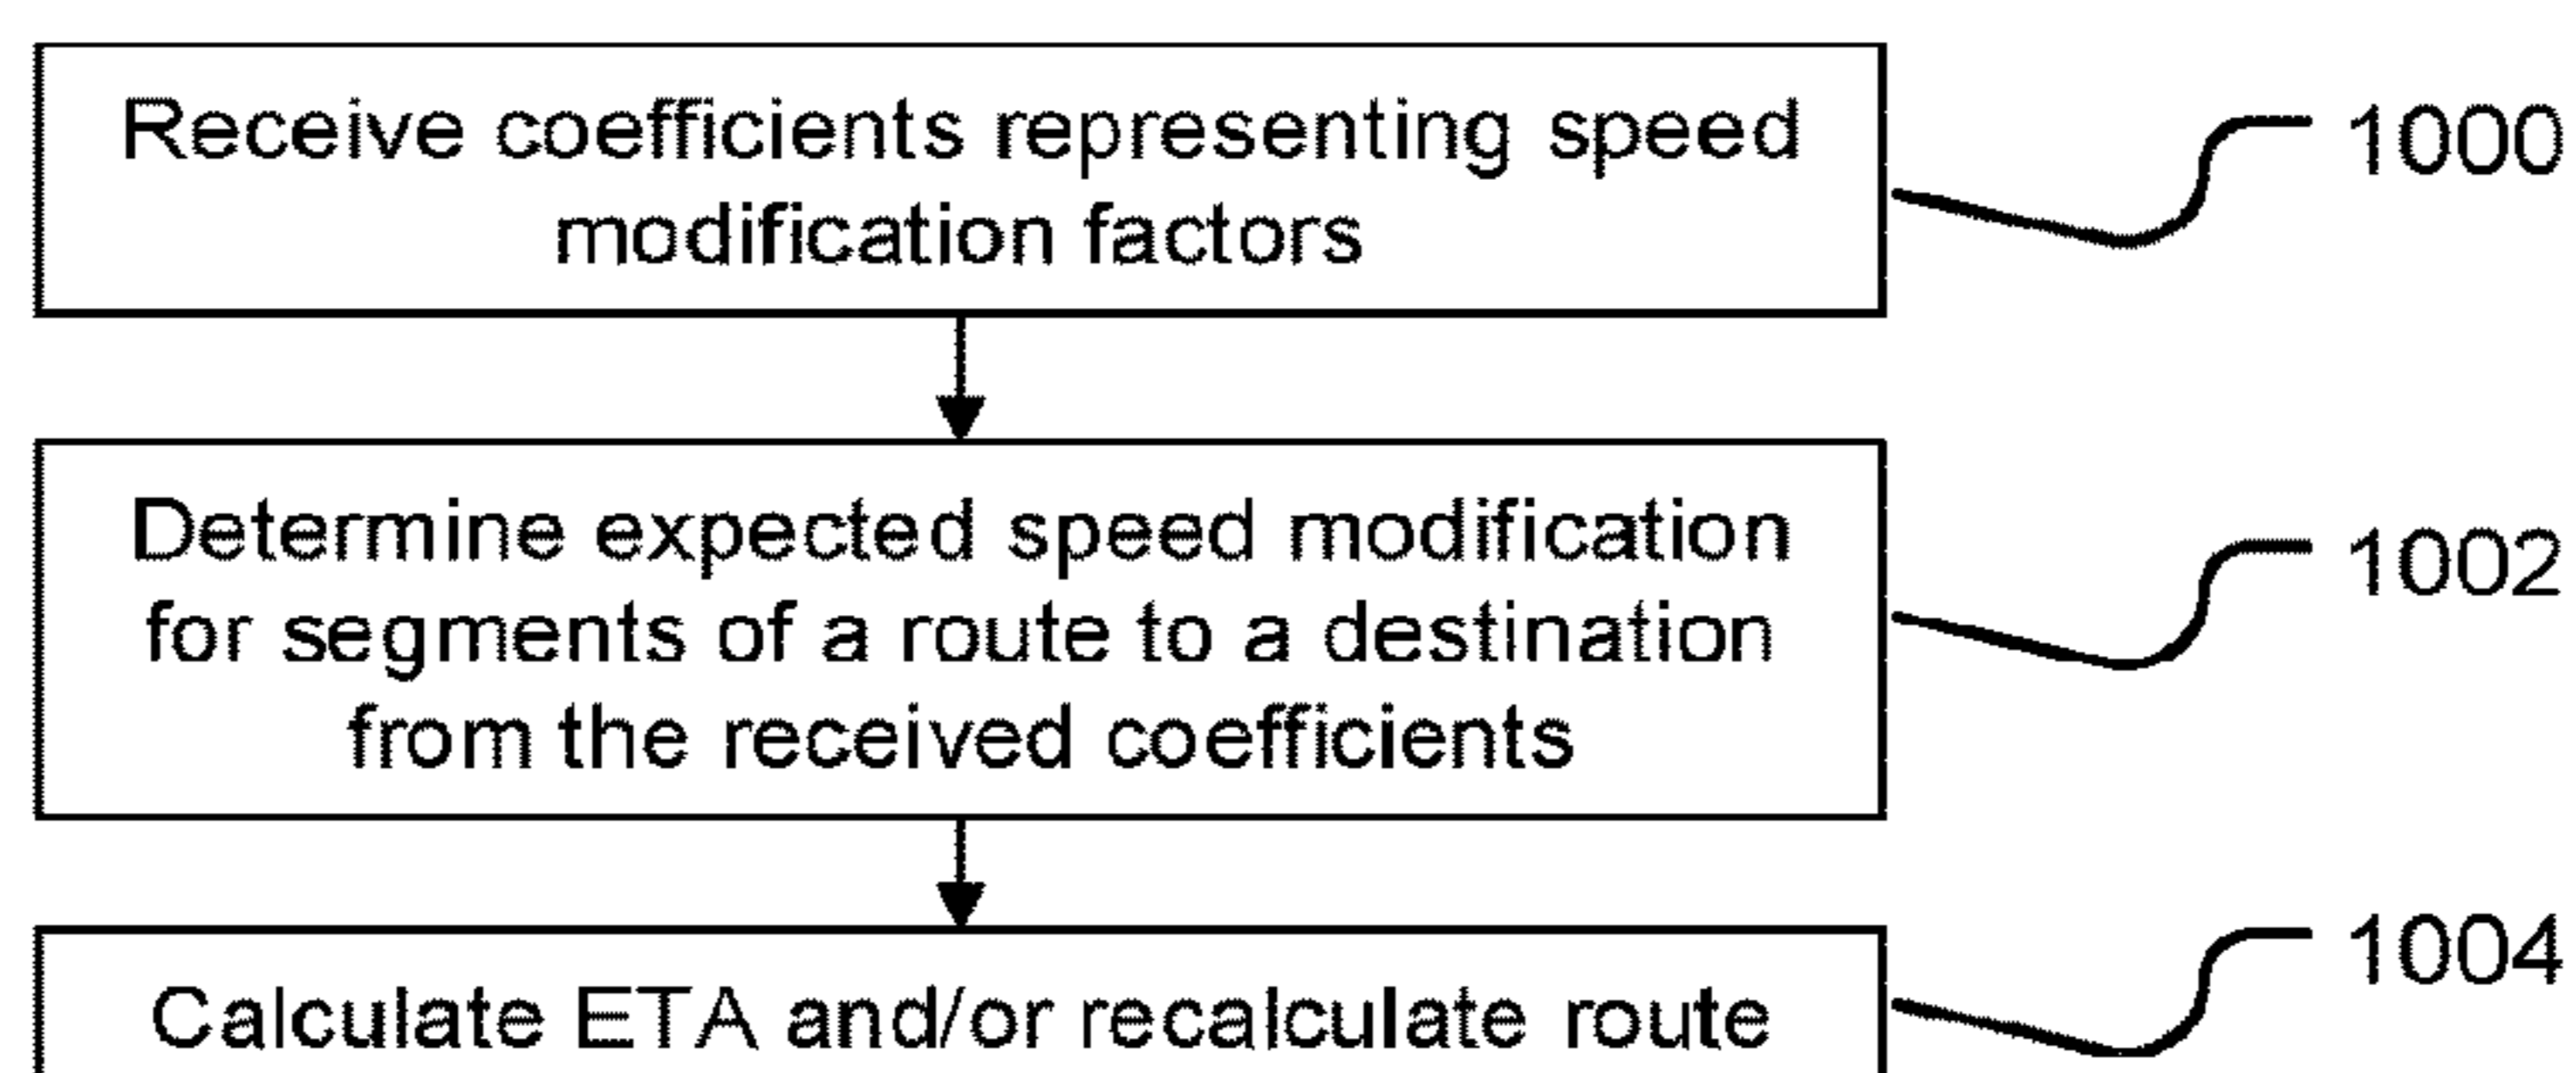 Receive coefficients representing speed
modification factors
1000
Determine expected speed modification
for segments of a route to a destination
from the received coefficients
1002
Calculate ETA and/or recalculate route
1004